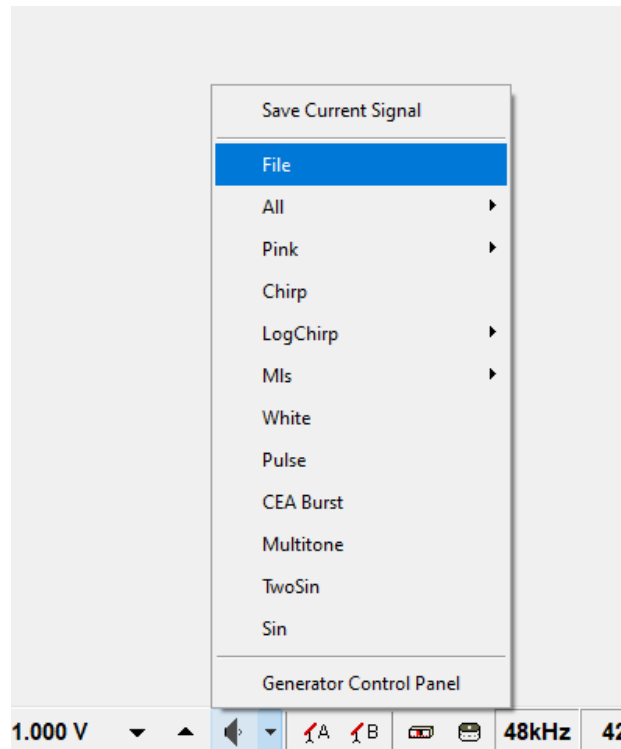 Save Current Signal
File
All
Pink
Chirp
LogChirp
Mls
White
Pulse
CEA Burst
Multitone
TwoSin
Sin
Generator Control Panel
1.000 V A B 48kHz 42